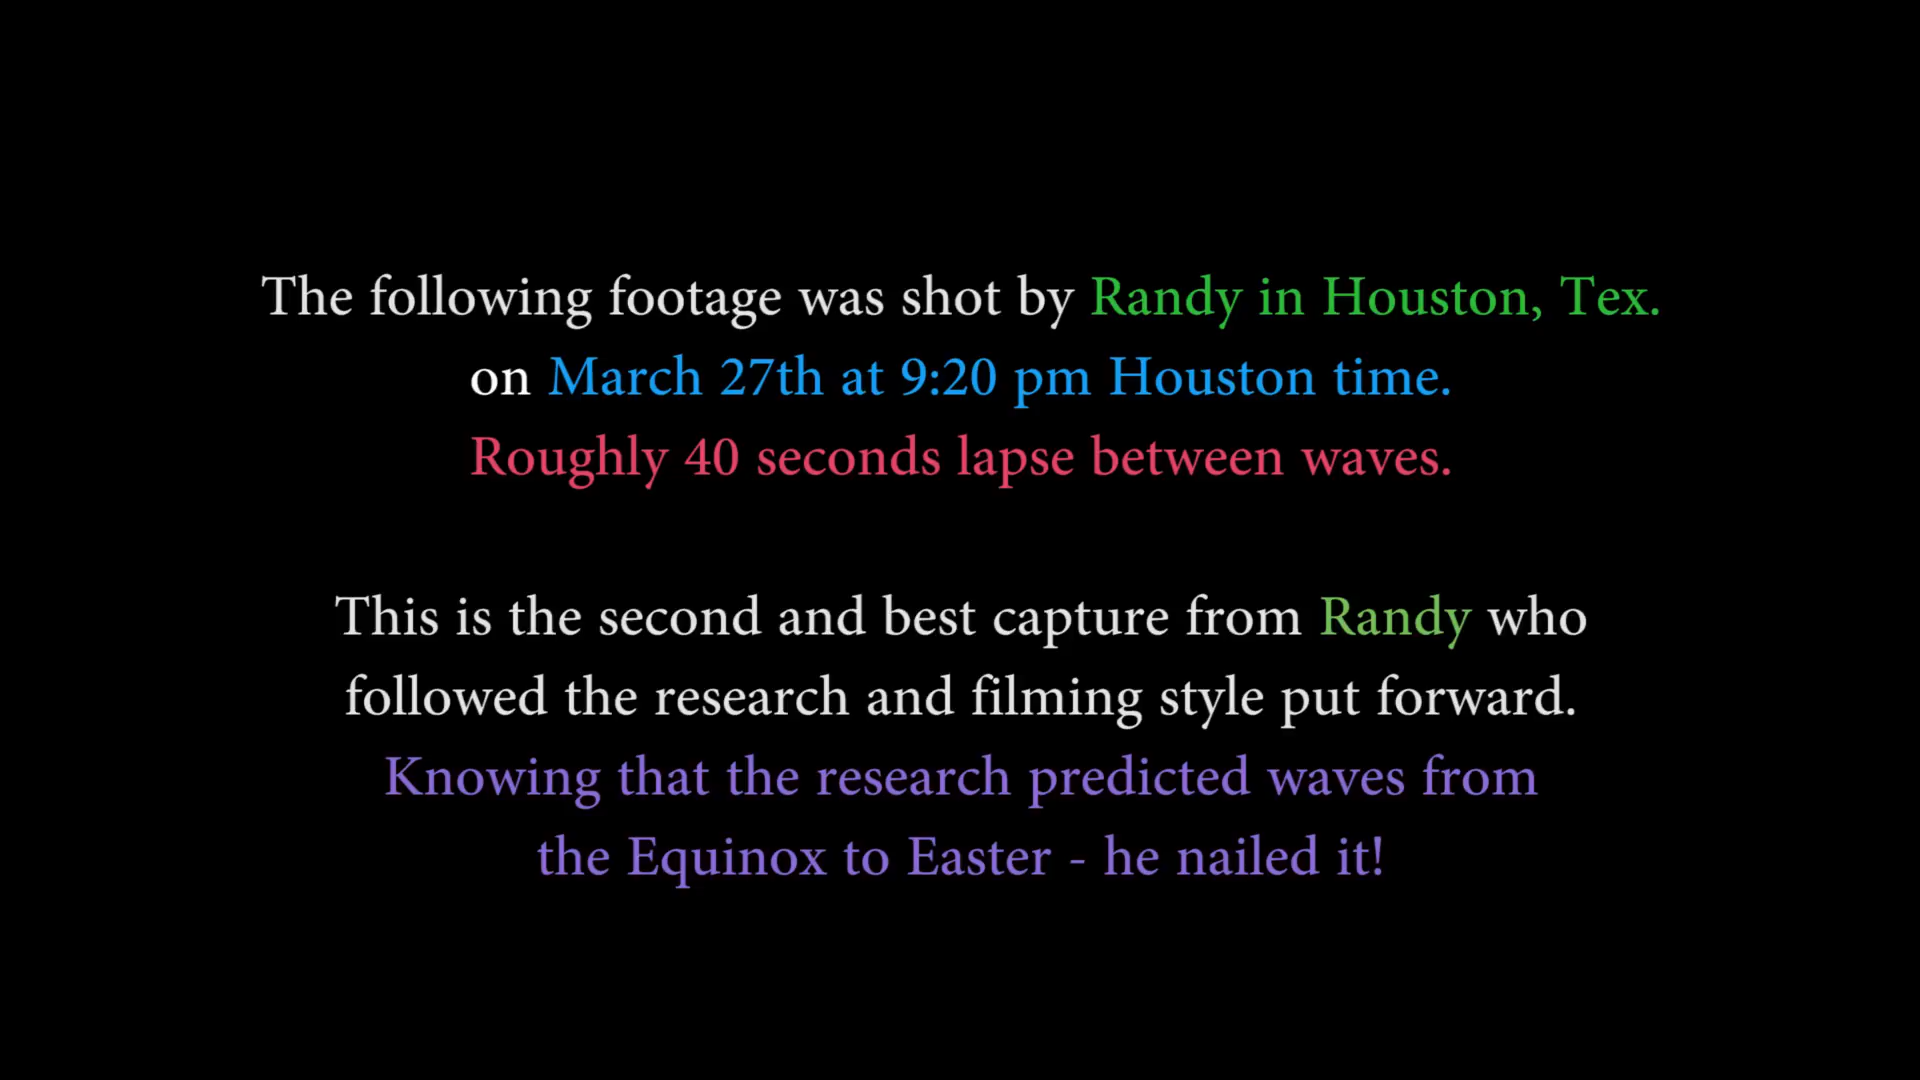 The following footage was shot by Randy in Houston, Tex.
on March 27th at 9:20 pm Houston time.
Roughly 40 seconds lapse between waves.
This is the second and best capture from Randy who
followed the research and filming style put forward.
Knowing that the research predicted waves from
the Equinox to Easter - he nailed it!